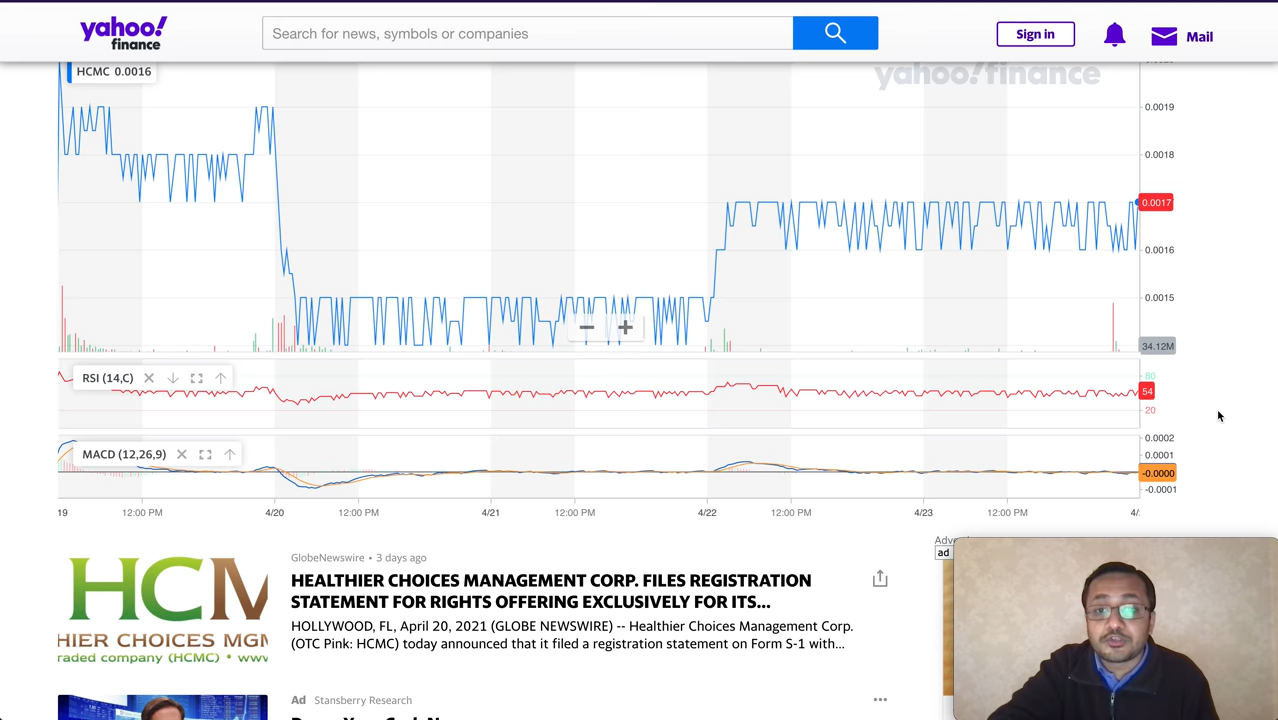 yahoo!
finance
Search for news, symbols or companies
Sign in
Mail
HCMC 0.0016
yahoo!finance
0.0019
0.0018
0.0017
0.0016
0.0015
34.12M
RSI (14,C)
80
54
20
MACD (12,26,9)
0.0002
0.0001
-0.0000
-0.0001
19
12:00 PM
4/20
12:00 PM
4/21
12:00 PM
4/22
12:00 PM
4/23
12:00 PM
4/
GlobeNewswire • 3 days ago
HEALTHIER CHOICES MANAGEMENT CORP. FILES REGISTRATION
STATEMENT FOR RIGHTS OFFERING EXCLUSIVELY FOR ITS...
HOLLYWOOD, FL, April 20, 2021 (GLOBE NEWSWIRE) -- Healthier Choices Management Corp.
(OTC Pink: HCMC) today announced that it filed a registration statement on Form S-1 with...
HCM
HIER CHOICES MGM
raded company (HCMC) • ww
Ad Stansberry Research
ad